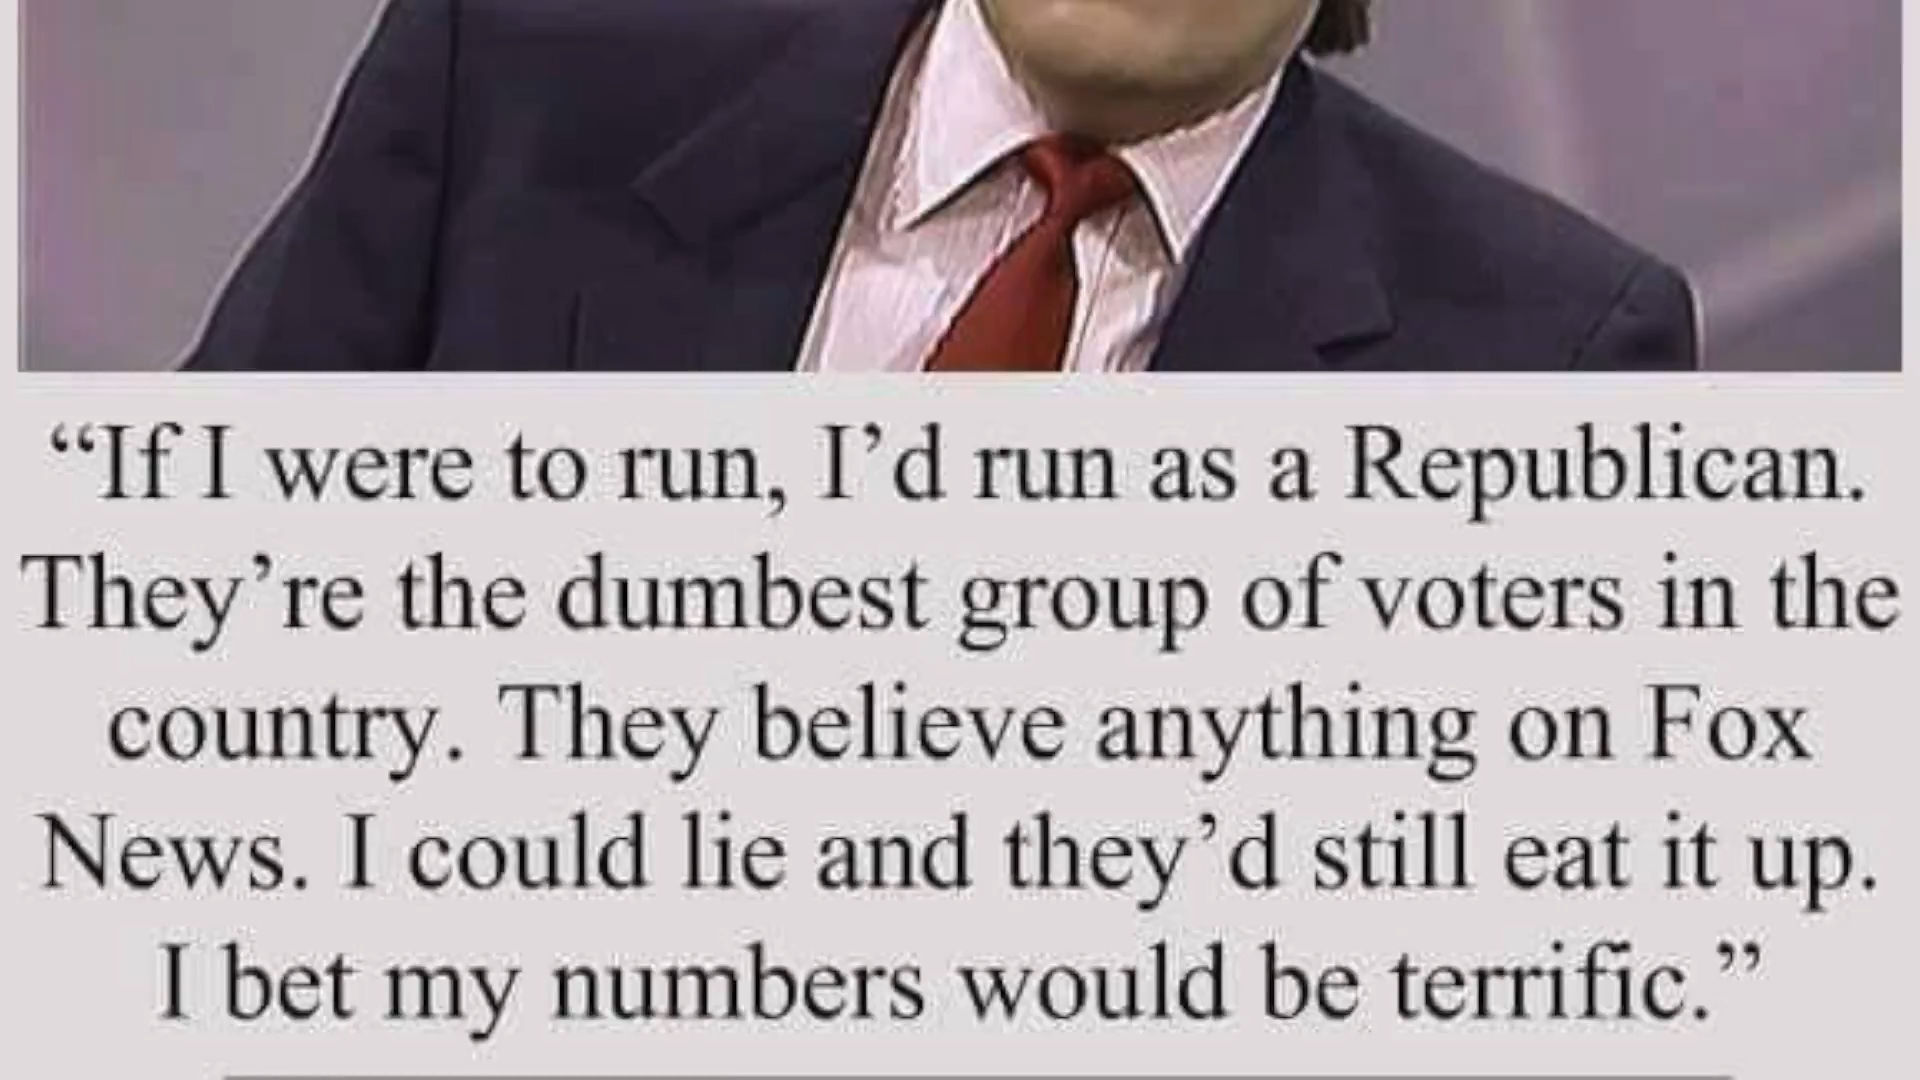 “If I were to run, I’d run as a Republican.
They’re the dumbest group of voters in the
country. They believe anything on Fox
News. I could lie and they’d still eat it up.
I bet my numbers would be terrific.”